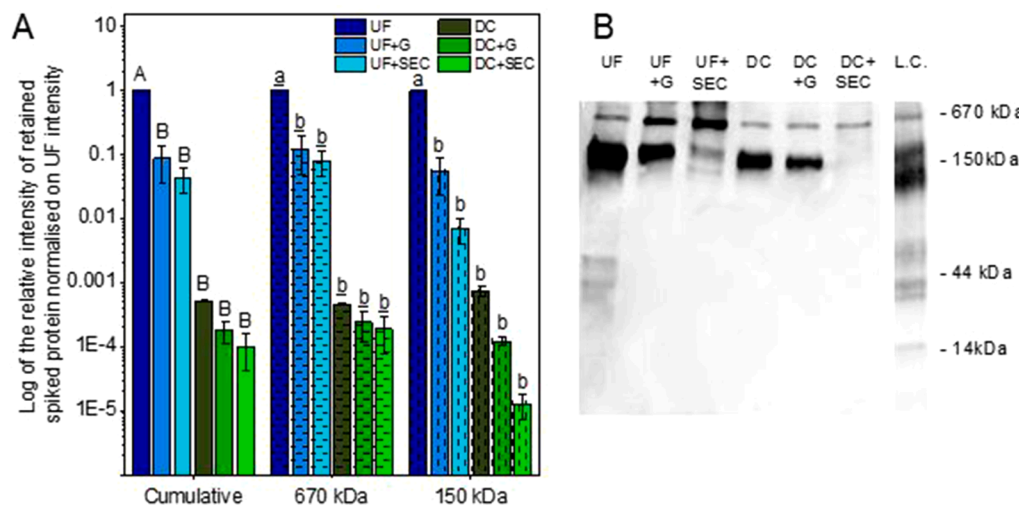 A
Log of the relative intensity of retained
spiked protein normalised on UF intensity
10
1
0.1
0.01
0.001
1E-4
1E-5
UF
DC
UF+G
DC+G
UF+SEC
DC+SEC
A
B
B
B
B
B
a
b
b
b
b
b
a
b
b
b
b
b
Cumulative
670 kDa
150 kDa
B
UF
UF
+G
UF+
SEC
DC
DC
+G
DC+
SEC
L.C.
- 670 kDa
- 150kDa
- 44 kDa
- 14kDa